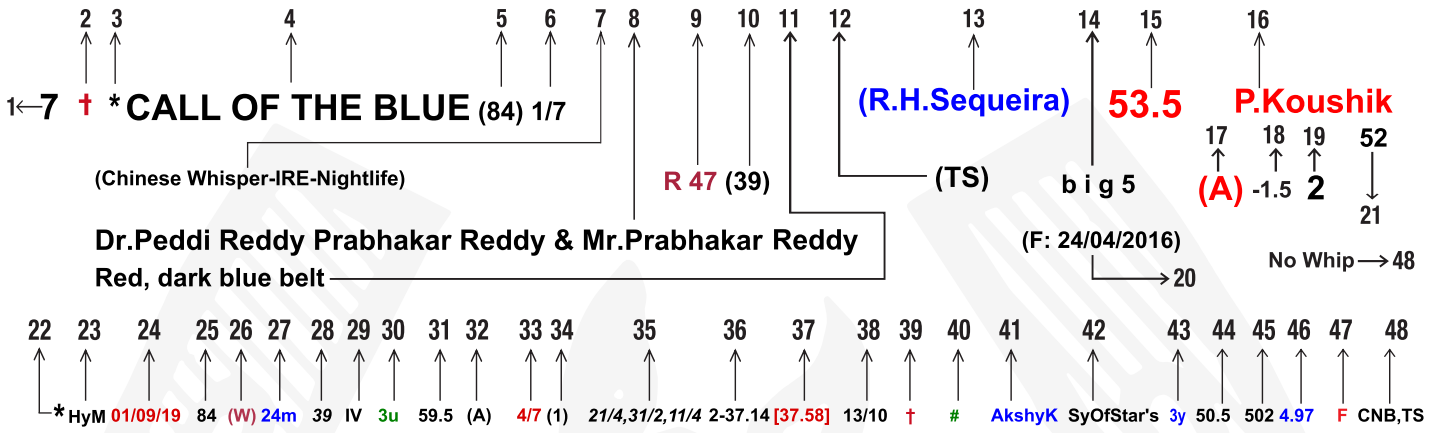 2 3 4 5 6 7 8 9 10 11 12 13 14 15 16
1 7 † *CALL OF THE BLUE (84) 1/7 (R.H.Sequeira) 53.5 P.Koushik
17 18 19 52
(Chinese Whisper-IRE-Nightlife) R 47 (39) (TS) b i g 5 (A) -1.5 2
21
Dr.Peddi Reddy Prabhakar Reddy & Mr.Prabhakar Reddy (F: 24/04/2016)
Red, dark blue belt 20 No Whip 48
22 23 24 25 26 27 28 29 30 31 32 33 34 35 36 37 38 39 40 41 42 43 44 45 46 47 48
* HyM 01/09/19 84 (W) 24m 39 IV 3u 59.5 (A) 4/7 (1) 21/4,31/2,11/4 2-37.14 [37.58] 13/10 † # AkshyK SyOfStar's 3y 50.5 502 4.97 F CNB,TS